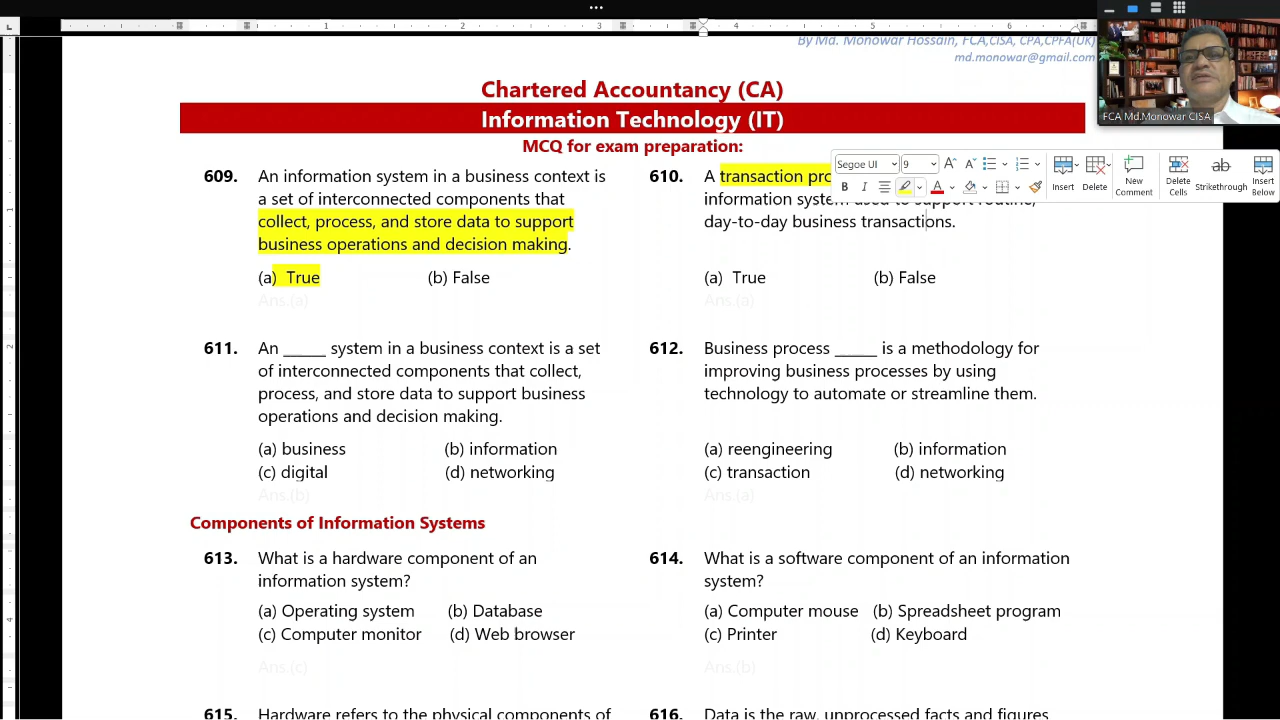 By Md. Monowar Hossain, FCA,CISA, CPA,CPFA(UK)
md.monowar@gmail.com
FCA Md.Monowar CISA
Chartered Accountancy (CA)
Information Technology (IT)
MCQ for exam preparation:
Segoe UI 9
B I A
Insert Delete New Comment Delete Cells Strikethrough Insert Below
609. An information system in a business context is
a set of interconnected components that
collect, process, and store data to support
business operations and decision making.
(a) True (b) False
Ans.(a)
610. A transaction pro
information system used to support routine,
day-to-day business transactions.
(a) True (b) False
Ans.(a)
611. An _____ system in a business context is a set
of interconnected components that collect,
process, and store data to support business
operations and decision making.
(a) business (b) information
(c) digital (d) networking
Ans.(b)
612. Business process _____ is a methodology for
improving business processes by using
technology to automate or streamline them.
(a) reengineering (b) information
(c) transaction (d) networking
Ans.(a)
Components of Information Systems
613. What is a hardware component of an
information system?
(a) Operating system (b) Database
(c) Computer monitor (d) Web browser
Ans.(c)
614. What is a software component of an information
system?
(a) Computer mouse (b) Spreadsheet program
(c) Printer (d) Keyboard
Ans.(b)
615. Hardware refers to the physical components of
616. Data is the raw, unprocessed facts and figures